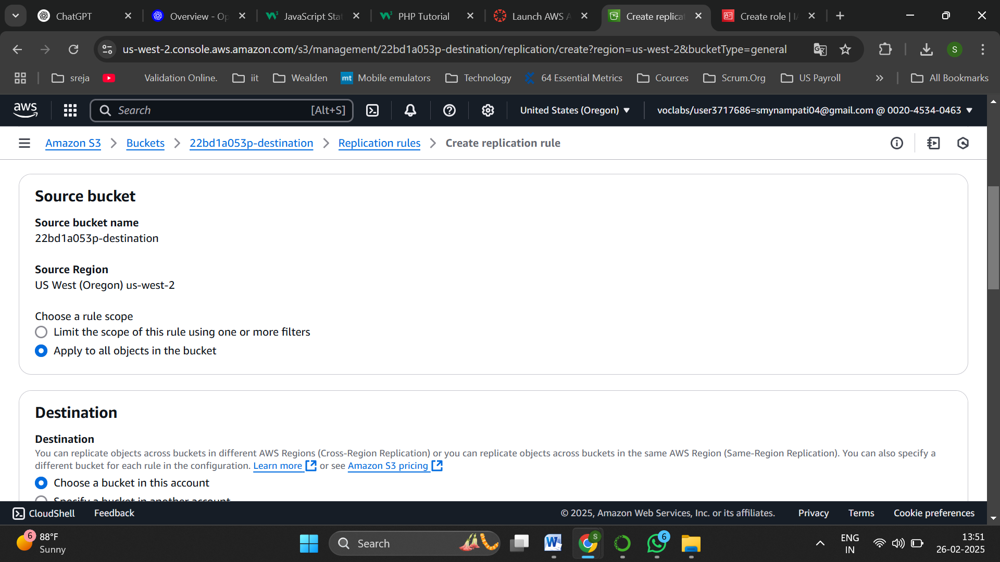 ChatGPT
Overview - Op
JavaScript Sta
PHP Tutorial
Launch AWS A
Create replicat
Create role | IA
us-west-2.console.aws.amazon.com/s3/management/22bd1a053p-destination/replication/create?region=us-west-2&bucketType=general
S
sreja
Validation Online.
iit
Wealden
mt
Mobile emulators
Technology
64 Essential Metrics
Cources
Scrum.Org
US Payroll
»
All Bookmarks
aws
Search
[Alt+S]
United States (Oregon)
voclabs/user3717686=smynampati04@gmail.com @ 0020-4534-0463
Amazon S3 > Buckets > 22bd1a053p-destination > Replication rules > Create replication rule
Source bucket
Source bucket name
22bd1a053p-destination
Source Region
US West (Oregon) us-west-2
Choose a rule scope
Limit the scope of this rule using one or more filters
Apply to all objects in the bucket
Destination
Destination
You can replicate objects across buckets in different AWS Regions (Cross-Region Replication) or you can replicate objects across buckets in the same AWS Region (Same-Region Replication). You can also specify a
different bucket for each rule in the configuration. Learn more or see Amazon S3 pricing
Choose a bucket in this account
Specify a bucket in another account
CloudShell
Feedback
© 2025, Amazon Web Services, Inc. or its affiliates.
Privacy
Terms
Cookie preferences
6
88°F
Sunny
Search
W
S
6
ENG
IN
13:51
26-02-2025